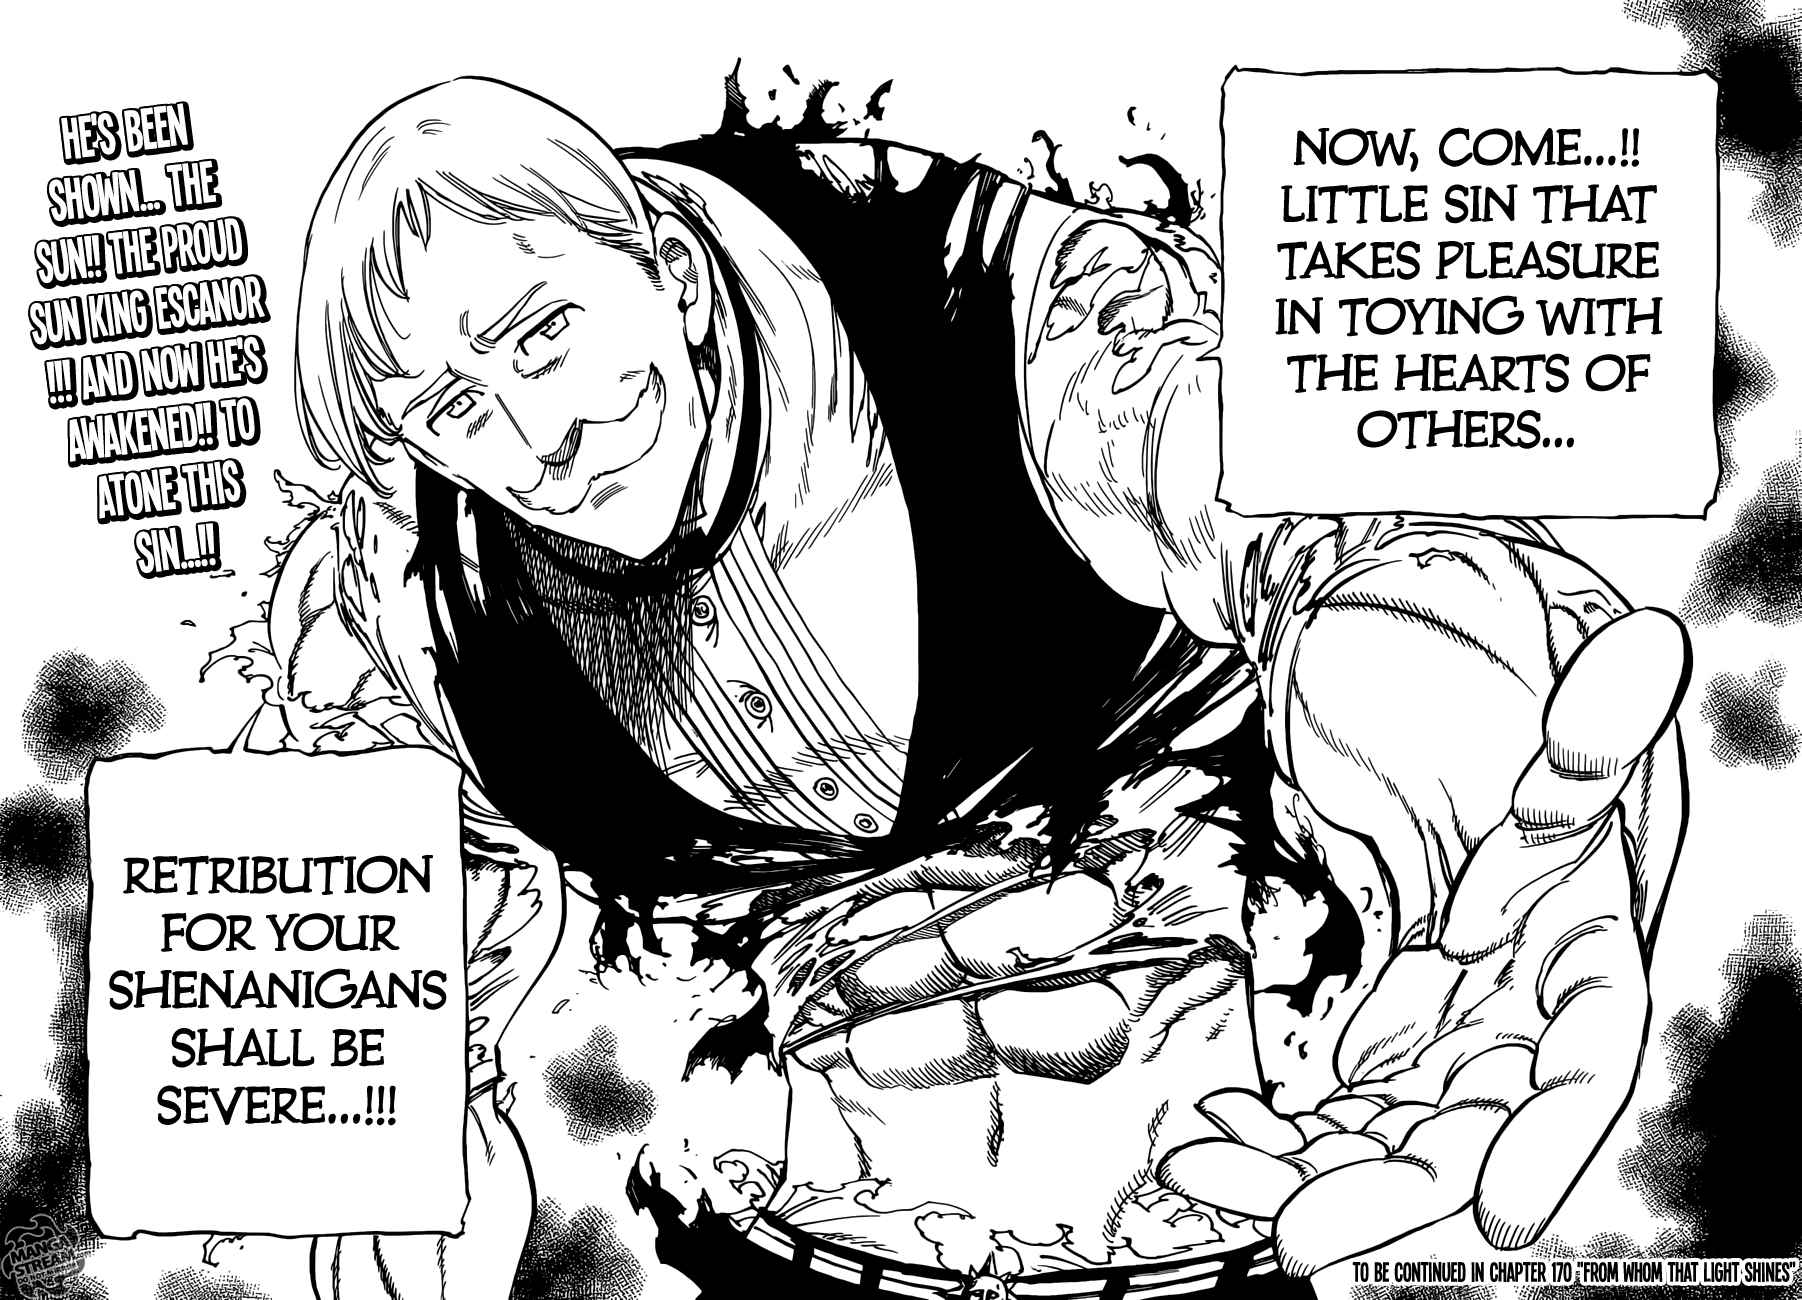 NOW, COME...!!
LITTLE SIN THAT
TAKES PLEASURE
IN TOYING WITH
THE HEARTS OF
OTHERS...
HE'S BEEN
SHOWN... THE
SUN!! THE PROUD
SUN KING ESCANOR
!!! AND NOW HE'S
AWAKENED!! TO
ATONE THIS
SIN...!!
RETRIBUTION
FOR YOUR
SHENANIGANS
SHALL BE
SEVERE...!!!
MANGA
STREAM
TO BE CONTINUED IN CHAPTER 170 "FROM WHOM THAT LIGHT SHINES"